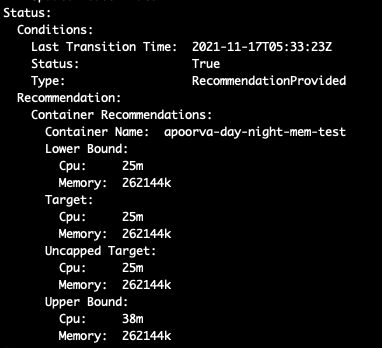 Status:
Conditions:
Last Transition Time: 2021-11-17T05:33:23Z
Status: True
Type: RecommendationProvided
Recommendation:
Container Recommendations:
Container Name: apoorva-day-night-mem-test
Lower Bound:
Cpu: 25m
Memory: 262144k
Target:
Cpu: 25m
Memory: 262144k
Uncapped Target:
Cpu: 25m
Memory: 262144k
Upper Bound:
Cpu: 38m
Memory: 262144k